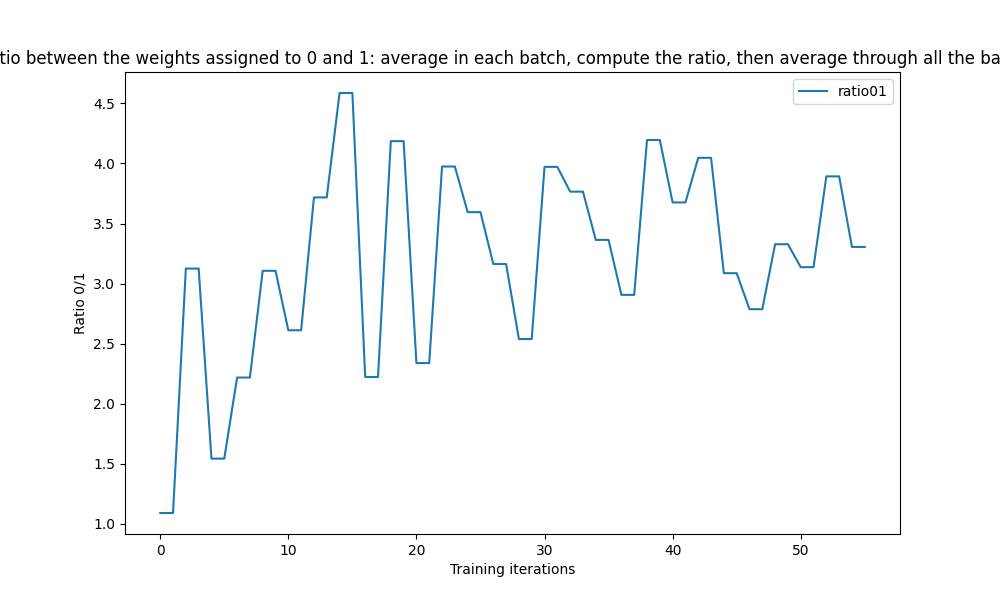 tio between the weights assigned to 0 and 1: average in each batch, compute the ratio, then average through all the ba
ratio01
4.5
4.0
3.5
3.0
2.5
2.0
1.5
1.0
Ratio 0/1
0 10 20 30 40 50
Training iterations